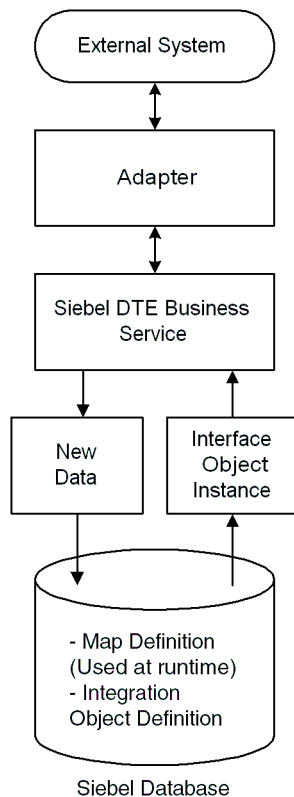 External System
Adapter
Siebel DTE Business
Service
New
Data
Interface
Object
Instance
- Map Definition
(Used at runtime)
- Integration
Object Definition
Siebel Database